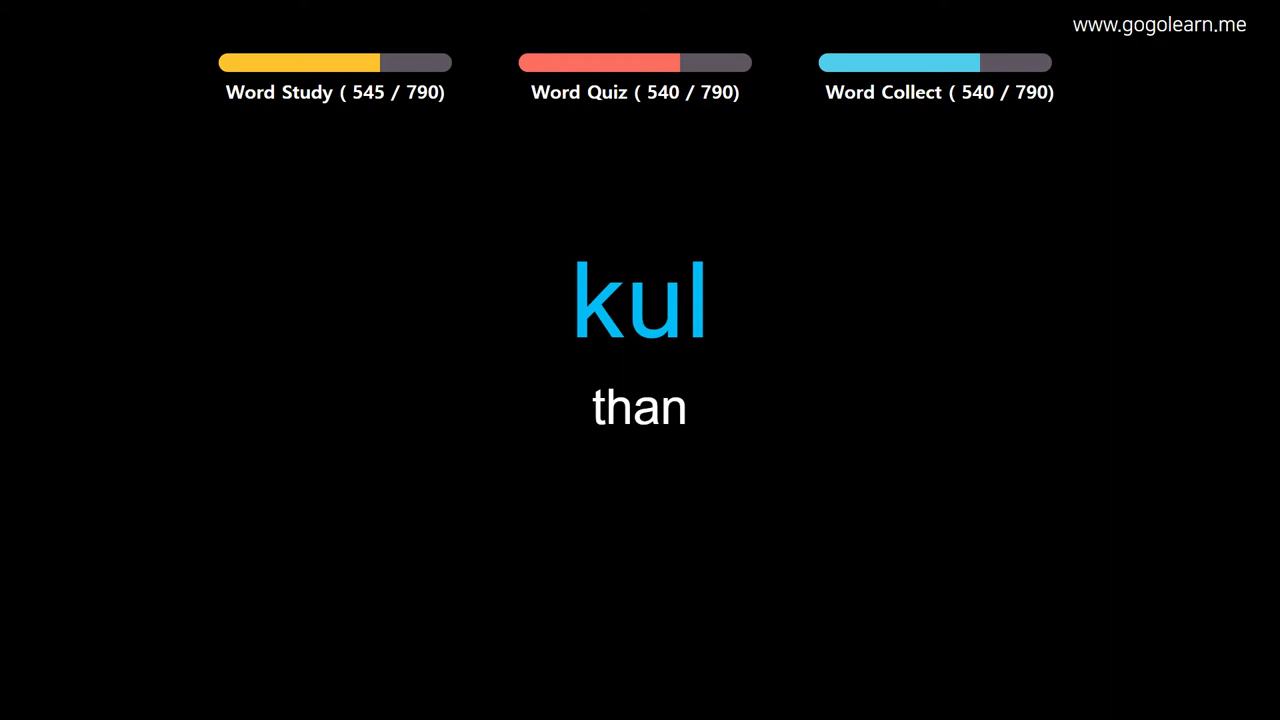 www.gogolearn.me
Word Study ( 545 / 790)
Word Quiz ( 540 / 790)
Word Collect ( 540 / 790)
kul
than